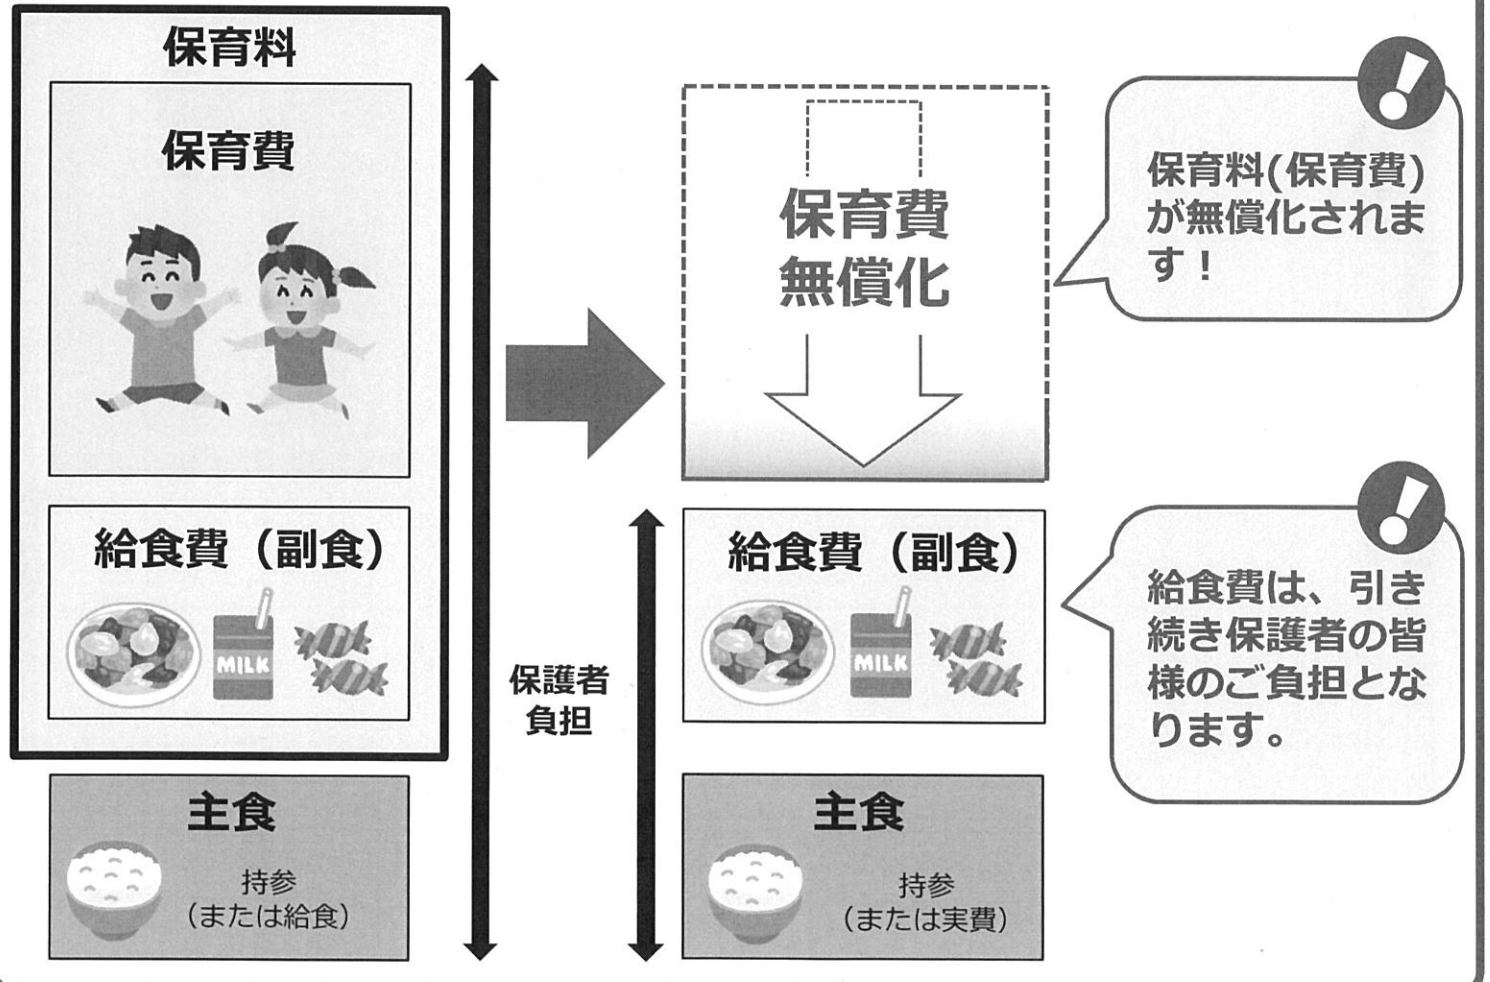 保育料
保育費
給食費（副食）
MILK
主食
持参
（または給食）
保護者
負担
保育費
無償化
給食費（副食）
MILK
主食
持参
（または実費）
保育料(保育費)
が無償化されま
す！
給食費は、引き
続き保護者の皆
様のご負担とな
ります。